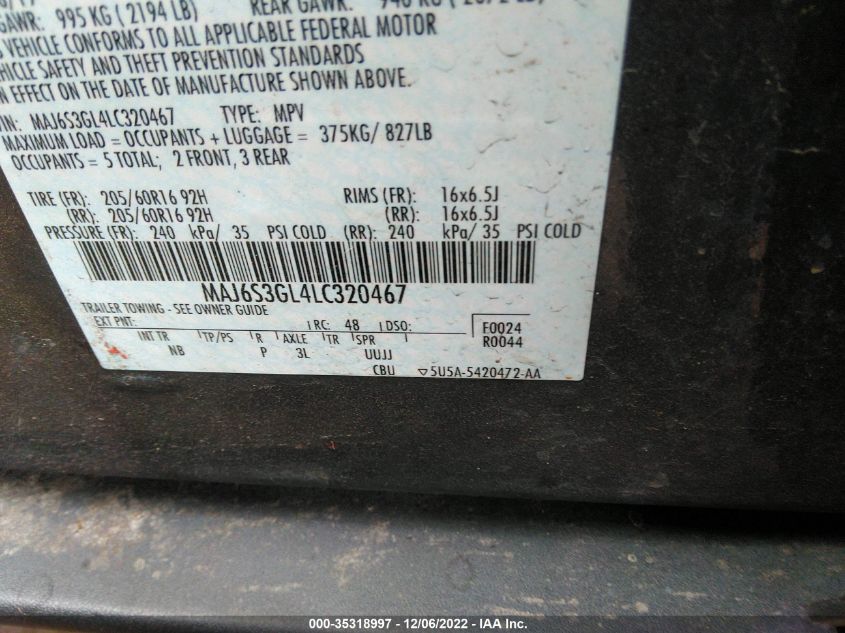 GAWR: 995 KG ( 2194 LB) REAR GAWR:
VEHICLE CONFORMS TO ALL APPLICABLE FEDERAL MOTOR
VEHICLE SAFETY AND THEFT PREVENTION STANDARDS
IN EFFECT ON THE DATE OF MANUFACTURE SHOWN ABOVE.
VIN: MAJ6S3GL4LC320467 TYPE: MPV
MAXIMUM LOAD = OCCUPANTS + LUGGAGE = 375KG/ 827LB
OCCUPANTS = 5 TOTAL; 2 FRONT, 3 REAR
TIRE (FR): 205/60R16 92H RIMS (FR): 16x6.5J
(RR): 205/60R16 92H (RR): 16x6.5J
PRESSURE (FR): 240 kPa/ 35 PSI COLD (RR): 240 kPa/ 35 PSI COLD
MAJ6S3GL4LC320467
TRAILER TOWING - SEE OWNER GUIDE
EXT PNT: RC: 48 DSO: F0024
INT TR TP/PS R AXLE TR SPR R0044
NB P 3L UUJJ
CBU ▽5U5A-5420472-AA
000-35318997 - 12/06/2022 - IAA Inc.